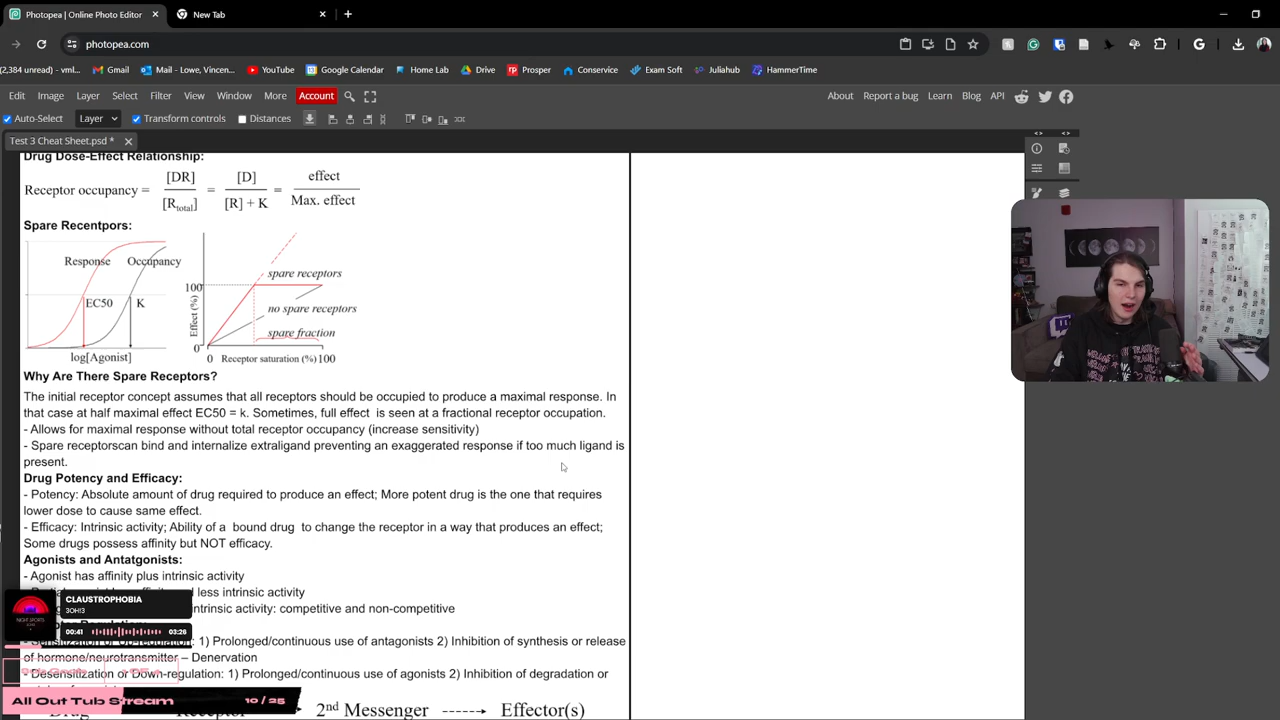 Photopea | Online Photo Editor
New Tab
photopea.com
(2,384 unread) - vml...
Gmail
Mail - Lowe, Vincen...
YouTube
Google Calendar
Home Lab
Drive
Prosper
Conservice
Exam Soft
Juliahub
HammerTime
Edit Image Layer Select Filter View Window More Account
About Report a bug Learn Blog API
Auto-Select Layer Transform controls Distances
Test 3 Cheat Sheet.psd *
Drug Dose-Effect Relationship:
Receptor occupancy = [DR] / [Rtotal] = [D] / [R] + K = effect / Max. effect
Spare Recentpors:
Response Occupancy
EC50 K
log[Agonist]
100
spare receptors
no spare receptors
spare fraction
Effect (%)
0
0 Receptor saturation (%) 100
Why Are There Spare Receptors?
The initial receptor concept assumes that all receptors should be occupied to produce a maximal response. In
that case at half maximal effect EC50 = k. Sometimes, full effect is seen at a fractional receptor occupation.
- Allows for maximal response without total receptor occupancy (increase sensitivity)
- Spare receptorscan bind and internalize extraligand preventing an exaggerated response if too much ligand is
present.
Drug Potency and Efficacy:
- Potency: Absolute amount of drug required to produce an effect; More potent drug is the one that requires
lower dose to cause same effect.
- Efficacy: Intrinsic activity; Ability of a bound drug to change the receptor in a way that produces an effect;
Some drugs possess affinity but NOT efficacy.
Agonists and Antatgonists:
- Agonist has affinity plus intrinsic activity
less intrinsic activity
intrinsic activity: competitive and non-competitive
- Sensitization or Up-regulation: 1) Prolonged/continuous use of antagonists 2) Inhibition of synthesis or release
of hormone/neurotransmitter – Denervation
- Desensitization or Down-regulation: 1) Prolonged/continuous use of agonists 2) Inhibition of degradation or
Drug Receptor 2nd Messenger Effector(s)
CLAUSTROPHOBIA
3OH!3
00:41 03:26
All Out Tub Stream 10 / 25